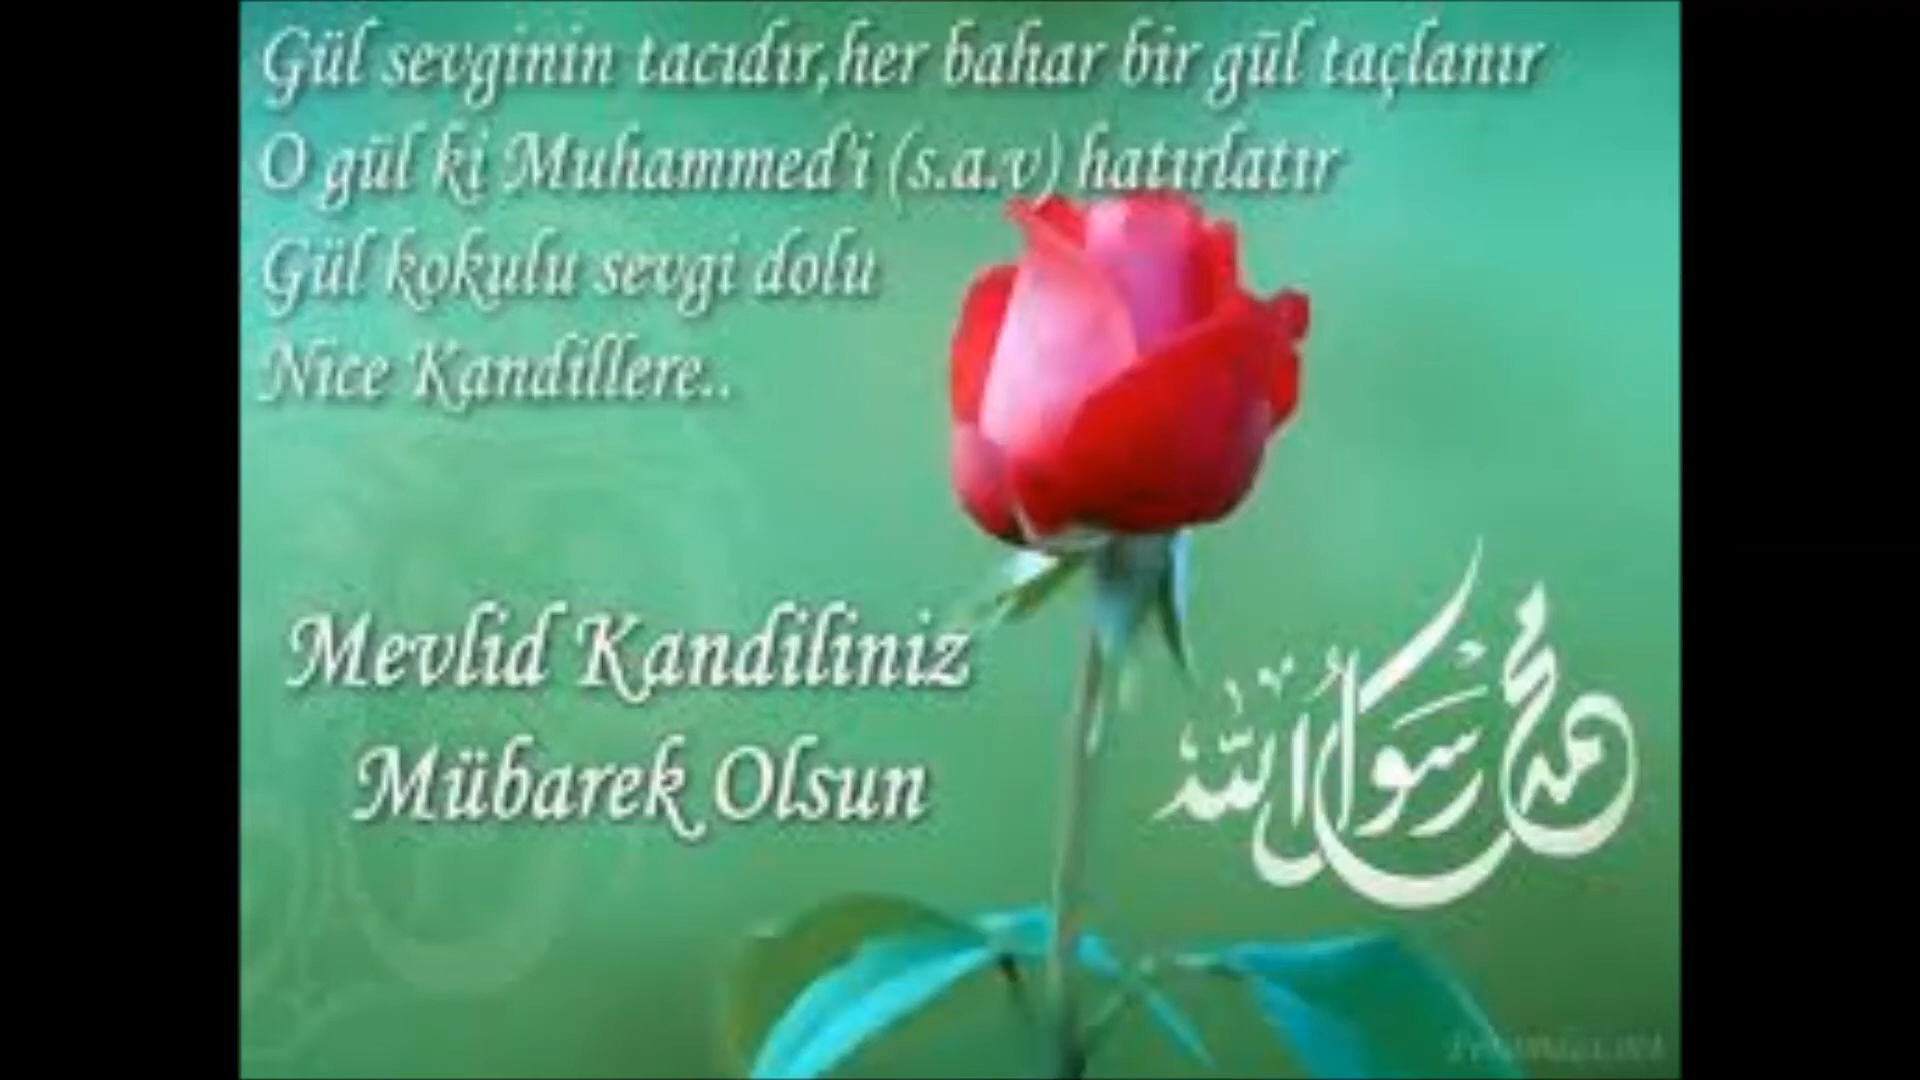 Gül sevginin tacıdır,her bahar bir gül taçlanır
O gül ki Muhammed'i (s.a.v) hatırlatır
Gül kokulu sevgi dolu
Nice Kandillere..
Mevlid Kandiliniz
Mübarek Olsun
محمد رسول الله